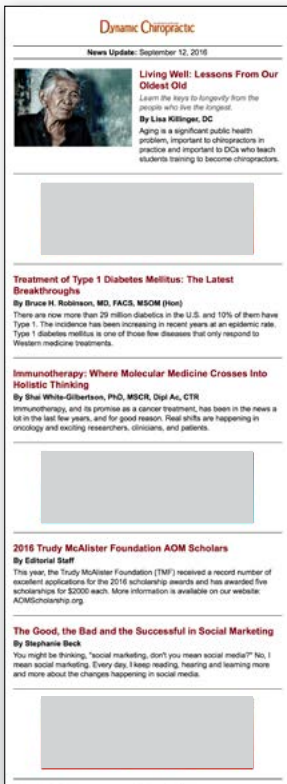 Dynamic Chiropractic
News Update: September 12, 2016
Living Well: Lessons From Our
Oldest Old
Learn the keys to longevity from the
people who live the longest.
By Lisa Killinger, DC
Aging is a significant public health
problem, important to chiropractors in
practice and important to DCs who teach
students training to become chiropractors.
Treatment of Type 1 Diabetes Mellitus: The Latest
Breakthroughs
By Bruce H. Robinson, MD, FACS, MSOM (Hon)
There are now more than 29 million diabetics in the U.S. and 10% of them have
Type 1. The incidence has been increasing in recent years at an epidemic rate.
Type 1 diabetes mellitus is one of those few diseases that only respond to
Western medicine treatments.
Immunotherapy: Where Molecular Medicine Crosses Into
Holistic Thinking
By Shai White-Gilbertson, PhD, MSCR, Dipl Ac, CTR
Immunotherapy, and its promise as a cancer treatment, has been in the news a
lot in the last few years, and for good reason. Real shifts are happening in
oncology and exciting researchers, clinicians, and patients.
2016 Trudy McAlister Foundation AOM Scholars
By Editorial Staff
This year, the Trudy McAlister Foundation (TMF) received a record number of
excellent applications for the 2016 scholarship awards and has awarded five
scholarships for $2000 each. More information is available on our website:
AOMScholarship.org.
The Good, the Bad and the Successful in Social Marketing
By Stephanie Beck
You might be thinking, "social marketing, don't you mean social media?" No, I
mean social marketing. Every day, I keep reading, hearing and learning more
and more about the changes happening in social media.